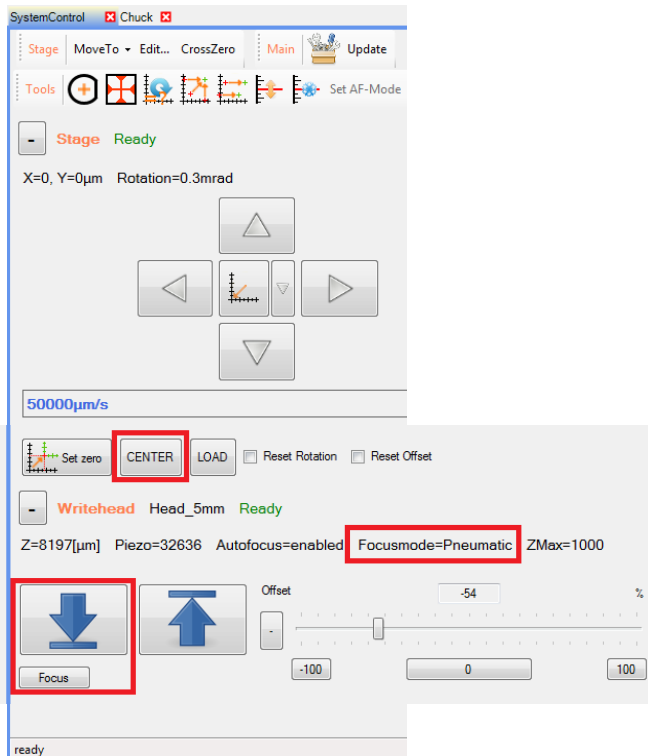 SystemControl Chuck
Stage MoveTo Edit... CrossZero Main Update
Tools Set AF-Mode
- Stage Ready
X=0, Y=0µm Rotation=0.3mrad
50000µm/s
Set zero CENTER LOAD Reset Rotation Reset Offset
- Writehead Head_5mm Ready
Z=8197[µm] Piezo=32636 Autofocus=enabled Focusmode=Pneumatic ZMax=1000
Offset -54 %
-
Focus -100 0 100
ready